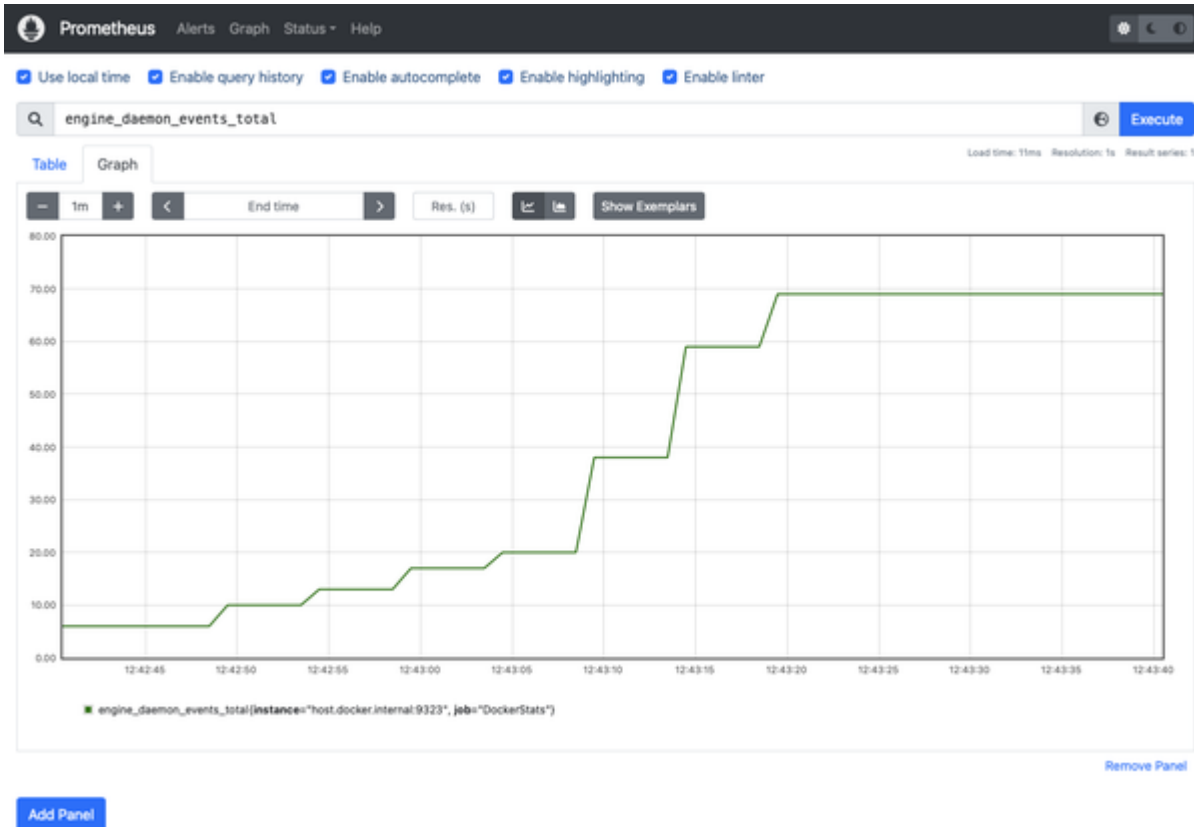 Prometheus Alerts Graph Status Help
Use local time Enable query history Enable autocomplete Enable highlighting Enable linter
engine_daemon_events_total Execute
Load time: 11ms Resolution: 1s Result series: 1
Table Graph
− 1m + < End time > Res. (s) Show Exemplars
80.00
70.00
60.00
50.00
40.00
30.00
20.00
10.00
0.00
12:42:45 12:42:50 12:42:55 12:43:00 12:43:05 12:43:10 12:43:15 12:43:20 12:43:25 12:43:30 12:43:35 12:43:40
engine_daemon_events_total{instance="host.docker.internal:9323", job="DockerStats"}
Remove Panel
Add Panel